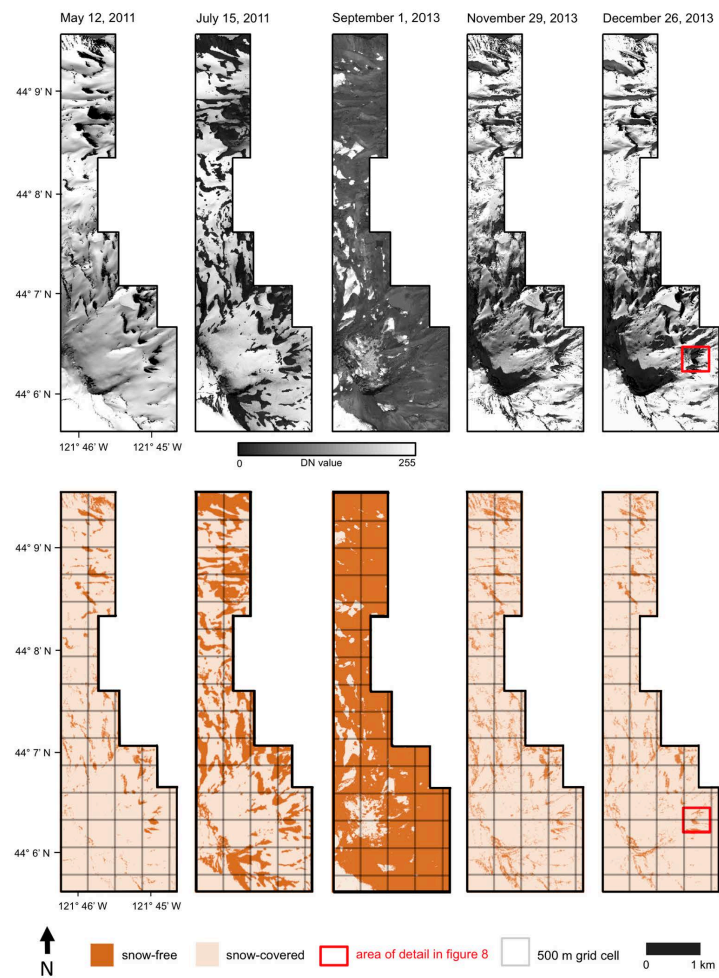 May 12, 2011
July 15, 2011
September 1, 2013
November 29, 2013
December 26, 2013
44° 9' N
44° 8' N
44° 7' N
44° 6' N
121° 46' W
121° 45' W
0
DN value
255
44° 9' N
44° 8' N
44° 7' N
44° 6' N
121° 46' W
121° 45' W
N
snow-free
snow-covered
area of detail in figure 8
500 m grid cell
0
1 km